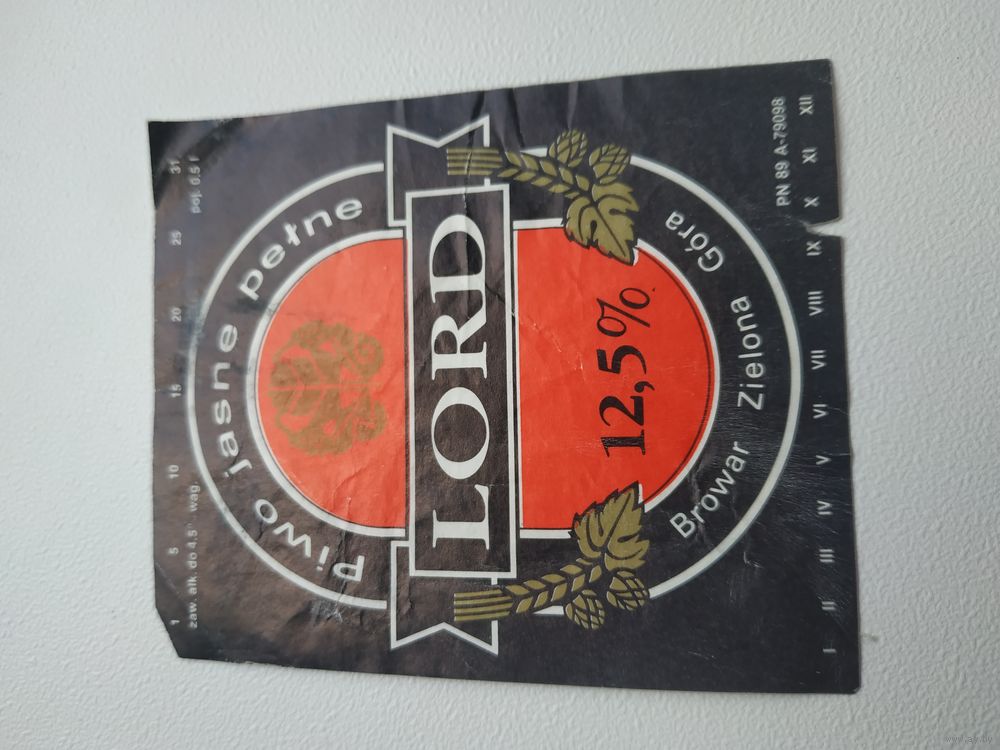 1 5 10 15 20 25 31
zaw. alk. do 4,5% wag. poj. 0,5 l
Piwo jasne pełne
LORD
12,5%
Browar Zielona Góra
PN 89 A-79098
I II III IV V VI VII VIII IX X XI XII